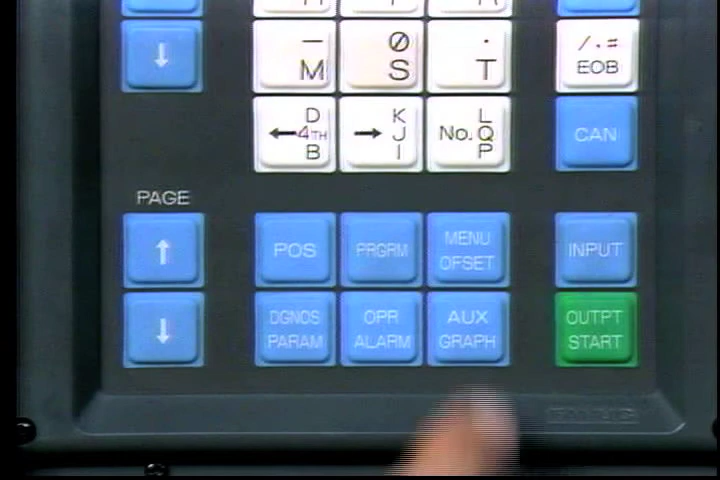 ↓
— Ø .
M S T
/ . #
EOB
D
←4TH
B
K
→ J
I
L
No. Q
P
CAN
PAGE
↑
POS
PRGRM
MENU
OFSET
INPUT
↓
DGNOS
PARAM
OPR
ALARM
AUX
GRAPH
OUTPT
START